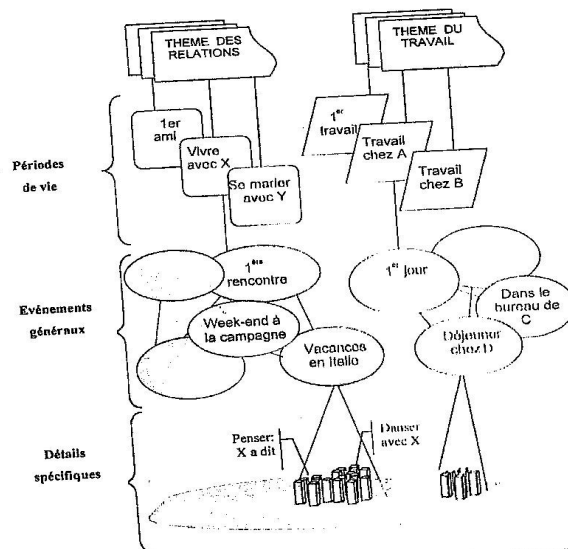 THEME DES
RELATIONS
THEME DU
TRAVAIL
Périodes
de vie
1er
ami
Vivre
avec X
Se marier
avec Y
1er
travail
Travail
chez A
Travail
chez B
Evénements
généraux
1ère
rencontre
Week-end à
la campagne
Vacances
en Italie
1er jour
Dans le
bureau de
C
Déjeuner
chez D
Détails
spécifiques
Penser:
X a dit
Danser
avec X